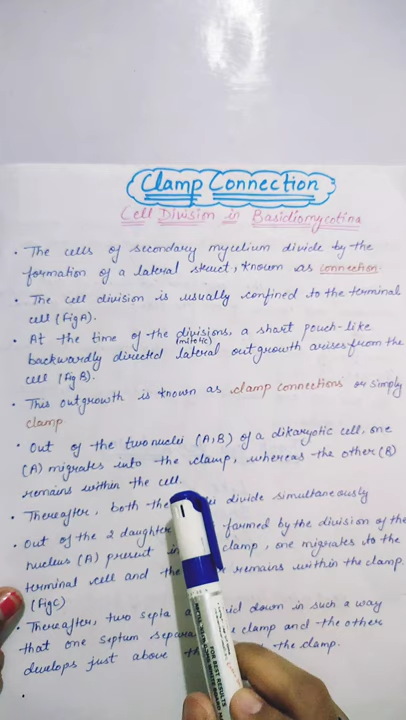 Clamp Connection
Cell Division in Basidiomycotina
• The cells of secondary mycelium divide by the
formation of a lateral struct, known as connection.
• The cell division is usually confined to the terminal
cell (Fig A).
• At the time of the divisions, a short pouch-like
(mitotic)
backwardly directed lateral outgrowth arises from the
cell (Fig B).
• This outgrowth is known as clamp connections or simply
clamp
• Out of the two nuclei (A, B) of a dikaryotic cell, one
(A) migrates into the clamp, whereas the other (B)
remains within the cell.
• Thereafter, both the divide simultaneously
• Out of the 2 daughter formed by the division of the
nucleus (A) present in clamp, one migrates to the
terminal cell and the remains within the clamp.
(Fig C)
• Thereafter, two septa down in such a way
that one septum clamp and the other
develops just above the clamp.
•
FOR BEST RESULTS